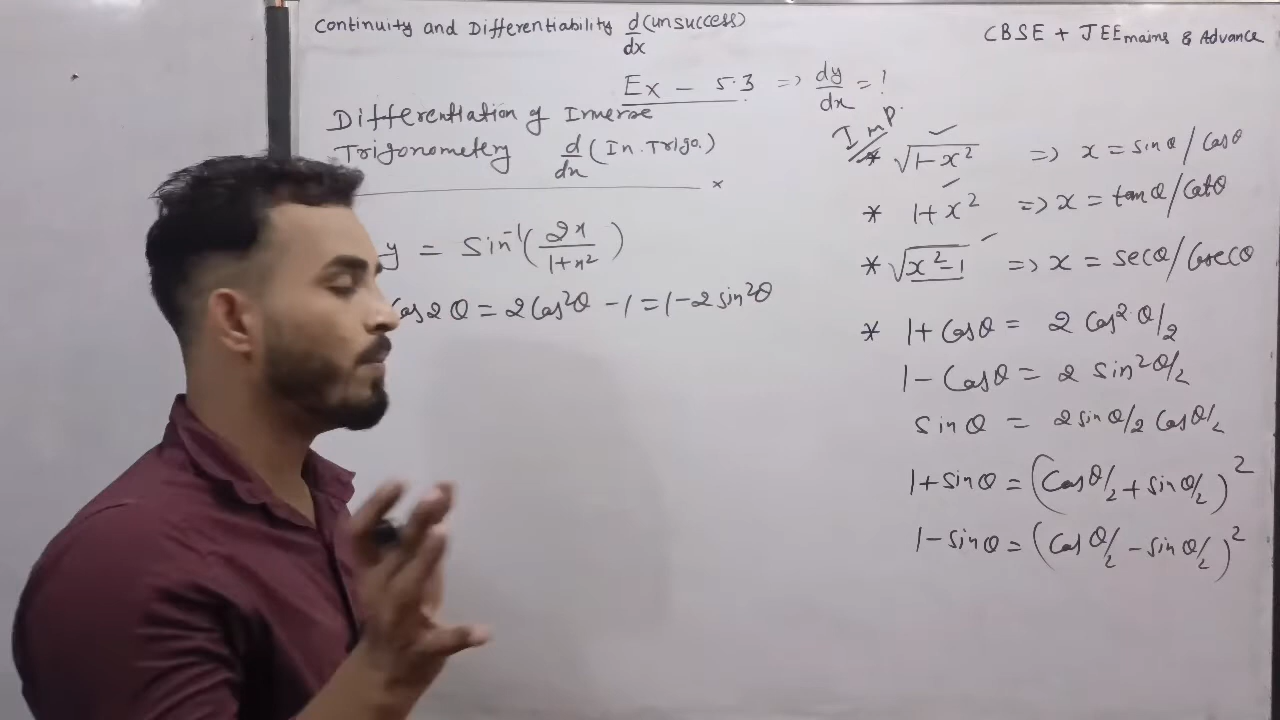 Continuity and Differentiability d/dx (unsuccess)
CBSE + JEE mains & Advance
Ex - 5.3 => dy/dx = ?
Differentiation of Inverse
Trigonometery d/dx (In. Trigo.)
×
Imp.
* √(1-x²) => x = sinθ/cosθ
* 1+x² => x = tanθ/cotθ
* √(x²-1) => x = secθ/Cosecθ
y = sin⁻¹(2x/(1+x²))
Cos2θ = 2Cos²θ - 1 = 1 - 2sin²θ
* 1+Cosθ = 2 Cos²θ/2
1-Cosθ = 2 sin²θ/2
sinθ = 2sinθ/2 Cosθ/2
1+sinθ = (Cosθ/2 + sinθ/2)²
1-sinθ = (Cosθ/2 - sinθ/2)²